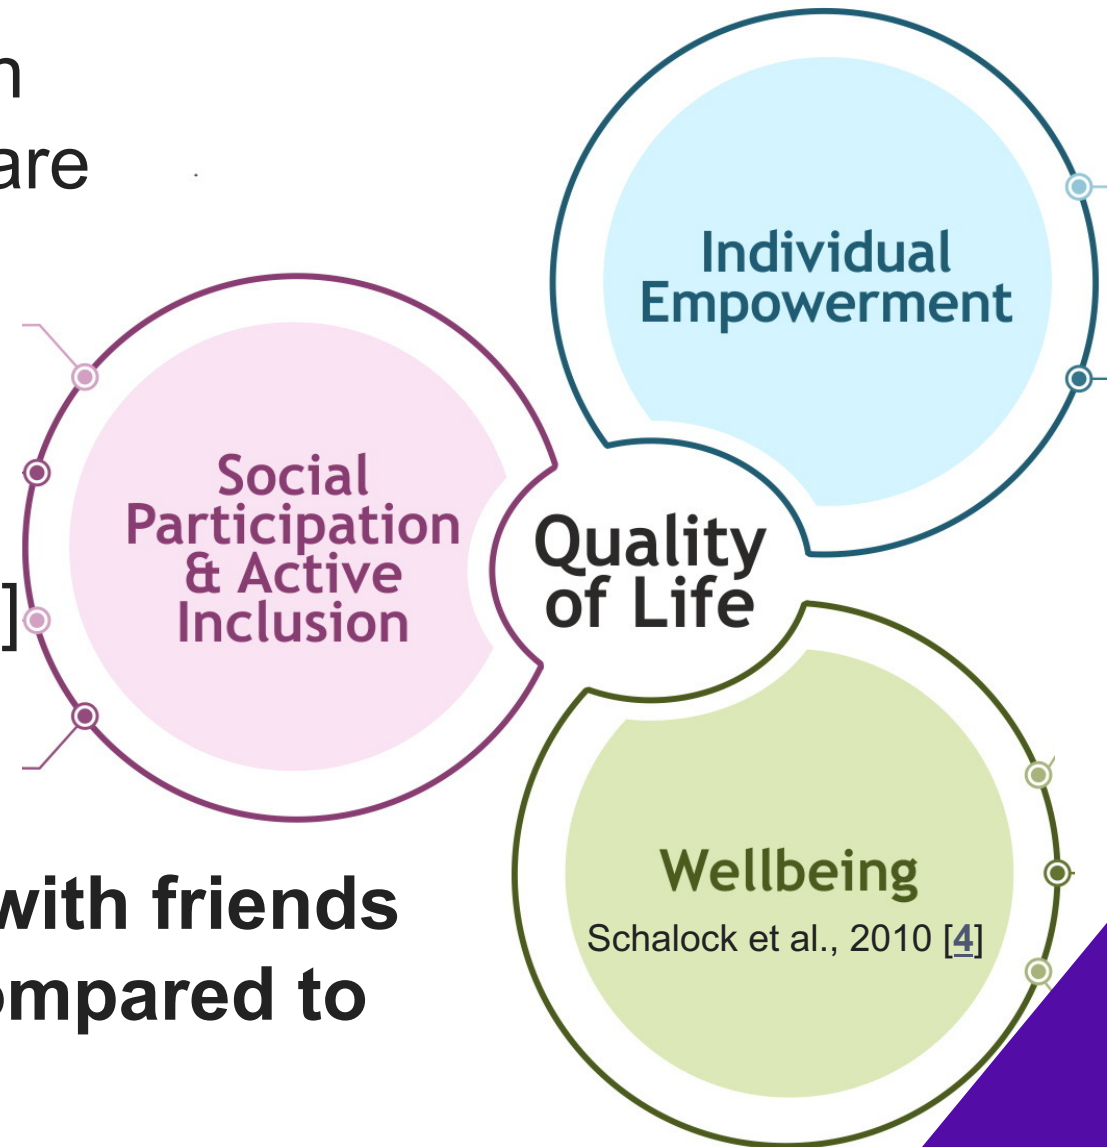 n
are
Individual
Empowerment
Social
Participation
& Active
Inclusion
]
Quality
of Life
with friends
ompared to
Wellbeing
Schalock et al., 2010 [4]